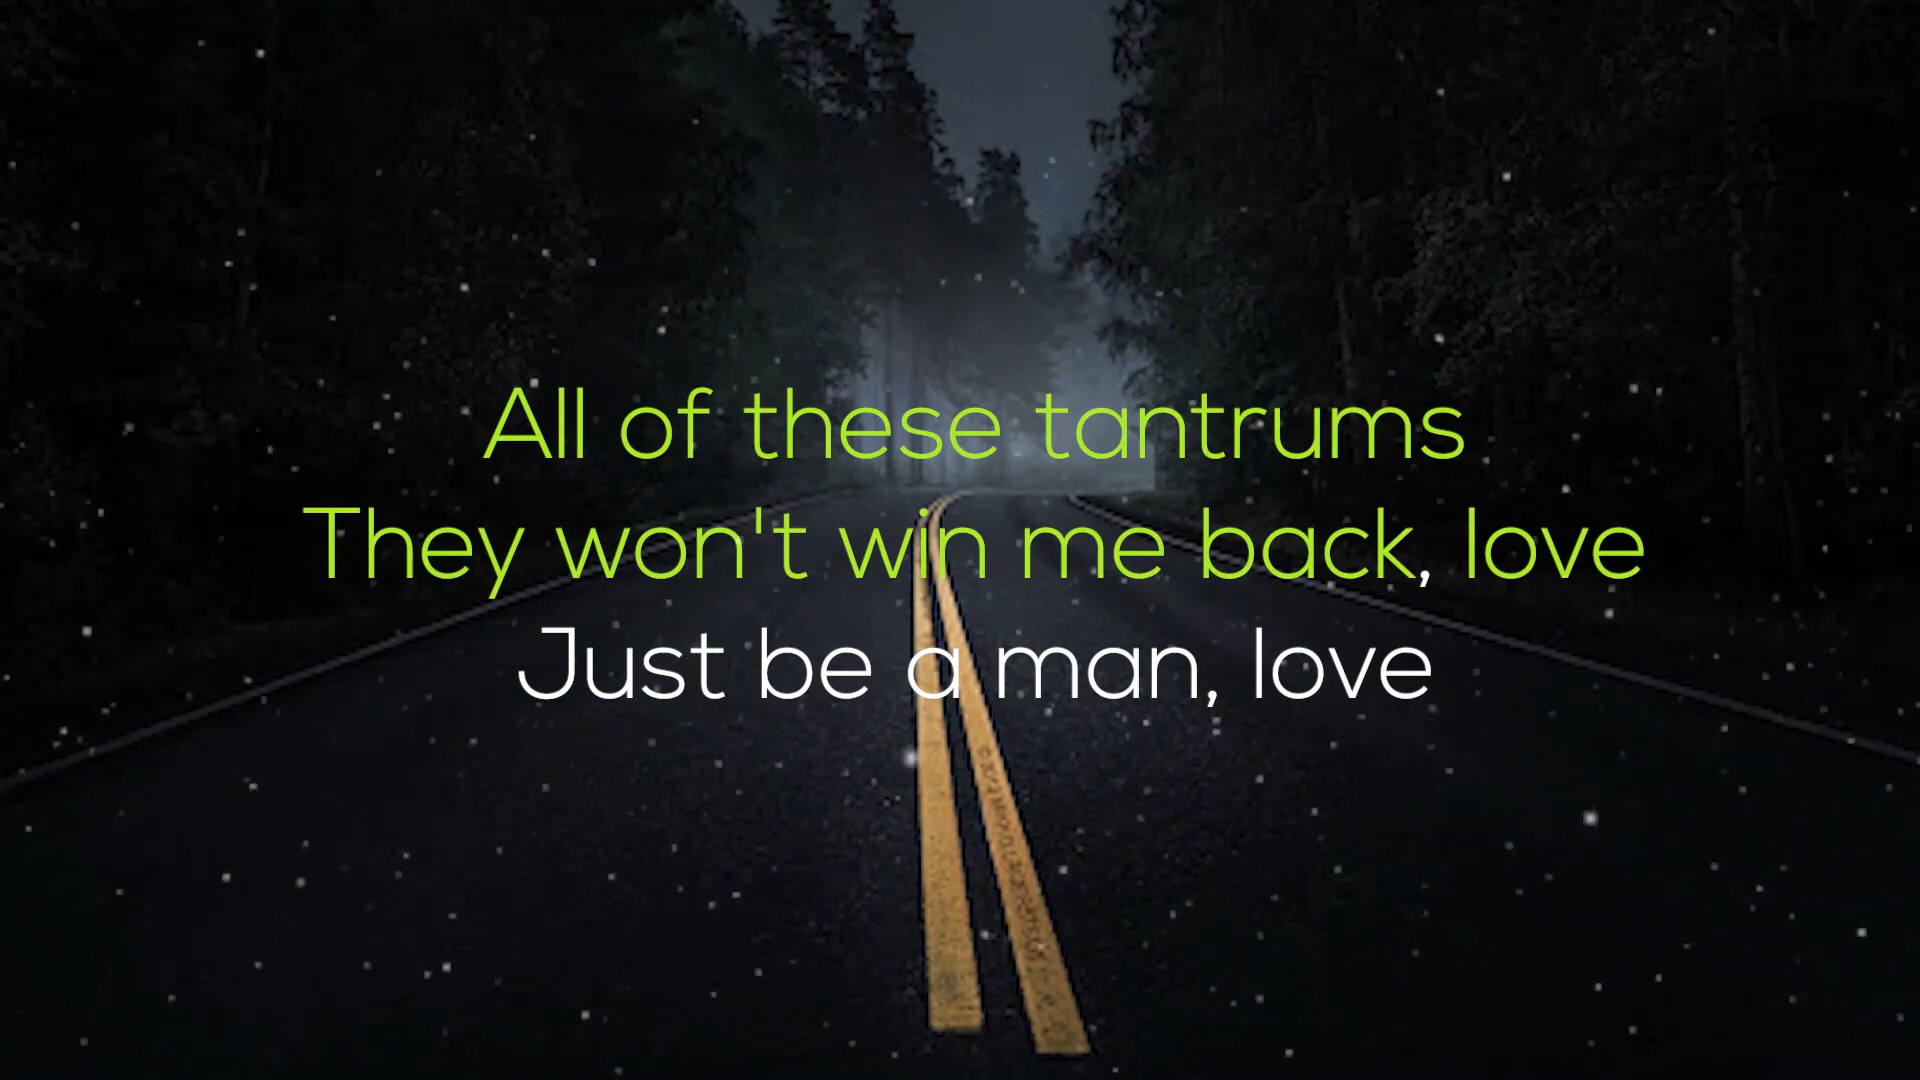 All of these tantrums
They won't win me back, love
Just be a man, love